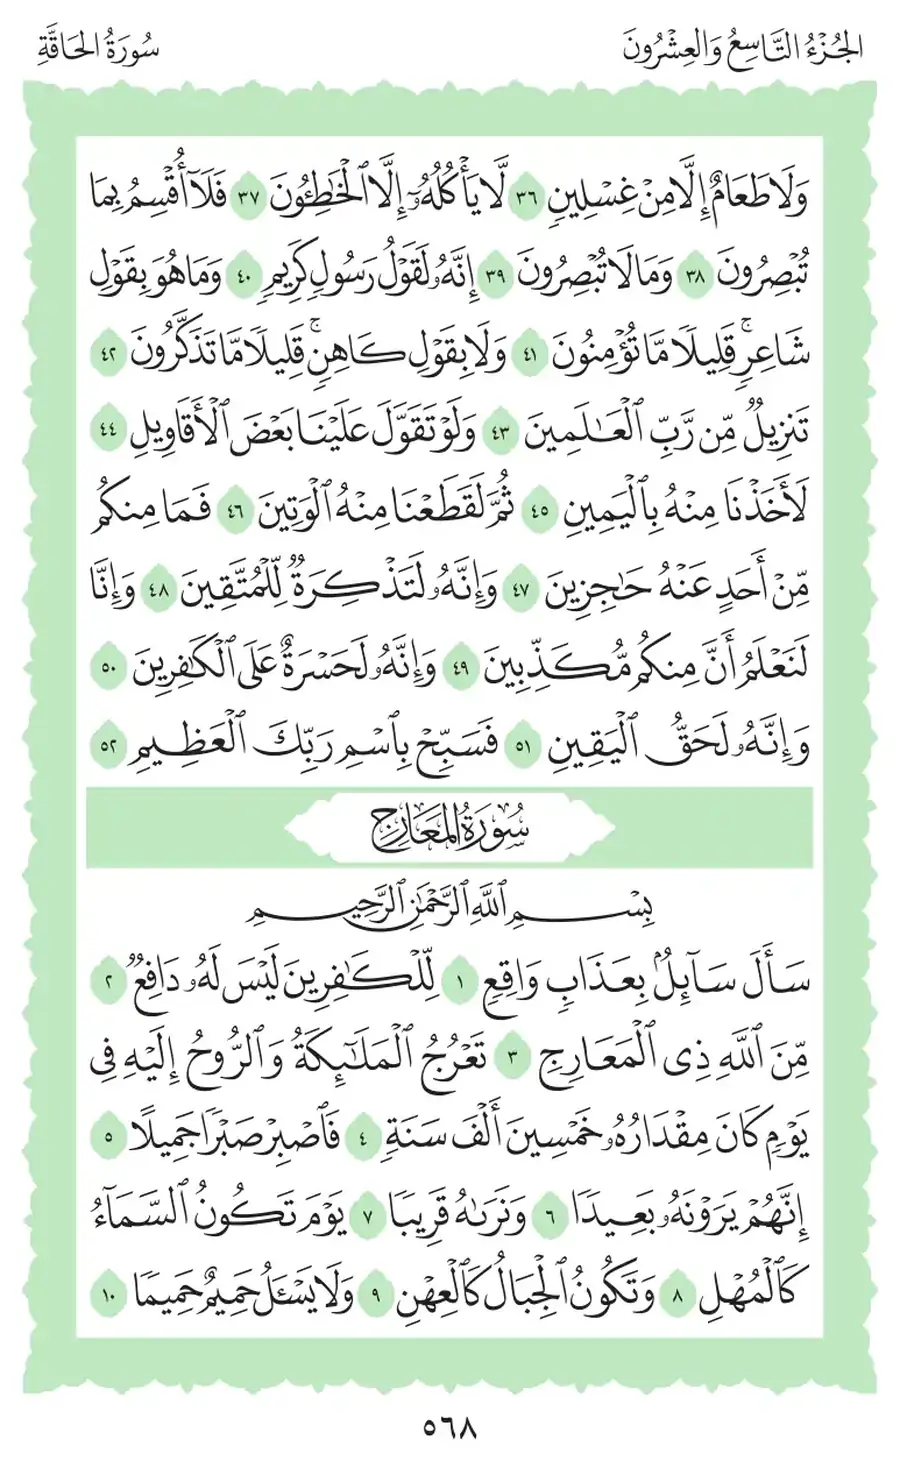 الجُزْءُ التَّاسِعُ وَالعِشْرُونَ
سُورَةُ الحَاقَّةِ
وَلَا طَعَامٌ إِلَّا مِنْ غِسْلِينٍ ٣٦ لَّا يَأْكُلُهُۥٓ إِلَّا ٱلْخَٰطِـُٔونَ ٣٧ فَلَآ أُقْسِمُ بِمَا
تُبْصِرُونَ ٣٨ وَمَا لَا تُبْصِرُونَ ٣٩ إِنَّهُۥ لَقَوْلُ رَسُولٍ كَرِيمٍ ٤٠ وَمَا هُوَ بِقَوْلِ
شَاعِرٍۚ قَلِيلًا مَّا تُؤْمِنُونَ ٤١ وَلَا بِقَوْلِ كَاهِنٍۚ قَلِيلًا مَّا تَذَكَّرُونَ ٤٢
تَنزِيلٌ مِّن رَّبِّ ٱلْعَٰلَمِينَ ٤٣ وَلَوْ تَقَوَّلَ عَلَيْنَا بَعْضَ ٱلْأَقَاوِيلِ ٤٤
لَأَخَذْنَا مِنْهُ بِٱلْيَمِينِ ٤٥ ثُمَّ لَقَطَعْنَا مِنْهُ ٱلْوَتِينَ ٤٦ فَمَا مِنكُم
مِّنْ أَحَدٍ عَنْهُ حَٰجِزِينَ ٤٧ وَإِنَّهُۥ لَتَذْكِرَةٌ لِّلْمُتَّقِينَ ٤٨ وَإِنَّا
لَنَعْلَمُ أَنَّ مِنكُم مُّكَذِّبِينَ ٤٩ وَإِنَّهُۥ لَحَسْرَةٌ عَلَى ٱلْكَٰفِرِينَ ٥٠
وَإِنَّهُۥ لَحَقُّ ٱلْيَقِينِ ٥١ فَسَبِّحْ بِٱسْمِ رَبِّكَ ٱلْعَظِيمِ ٥٢
سُورَةُ المَعَارِجِ
بِسْمِ ٱللَّهِ ٱلرَّحْمَٰنِ ٱلرَّحِيمِ
سَأَلَ سَآئِلٌۢ بِعَذَابٍ وَاقِعٍ ١ لِّلْكَٰفِرِينَ لَيْسَ لَهُۥ دَافِعٌ ٢
مِّنَ ٱللَّهِ ذِى ٱلْمَعَارِجِ ٣ تَعْرُجُ ٱلْمَلَٰٓئِكَةُ وَٱلرُّوحُ إِلَيْهِ فِى
يَوْمٍ كَانَ مِقْدَارُهُۥ خَمْسِينَ أَلْفَ سَنَةٍ ٤ فَٱصْبِرْ صَبْرًا جَمِيلًا ٥
إِنَّهُمْ يَرَوْنَهُۥ بَعِيدًا ٦ وَنَرَىٰهُ قَرِيبًا ٧ يَوْمَ تَكُونُ ٱلسَّمَآءُ
كَٱلْمُهْلِ ٨ وَتَكُونُ ٱلْجِبَالُ كَٱلْعِهْنِ ٩ وَلَا يَسْـَٔلُ حَمِيمٌ حَمِيمًا ١٠
٥٦٨